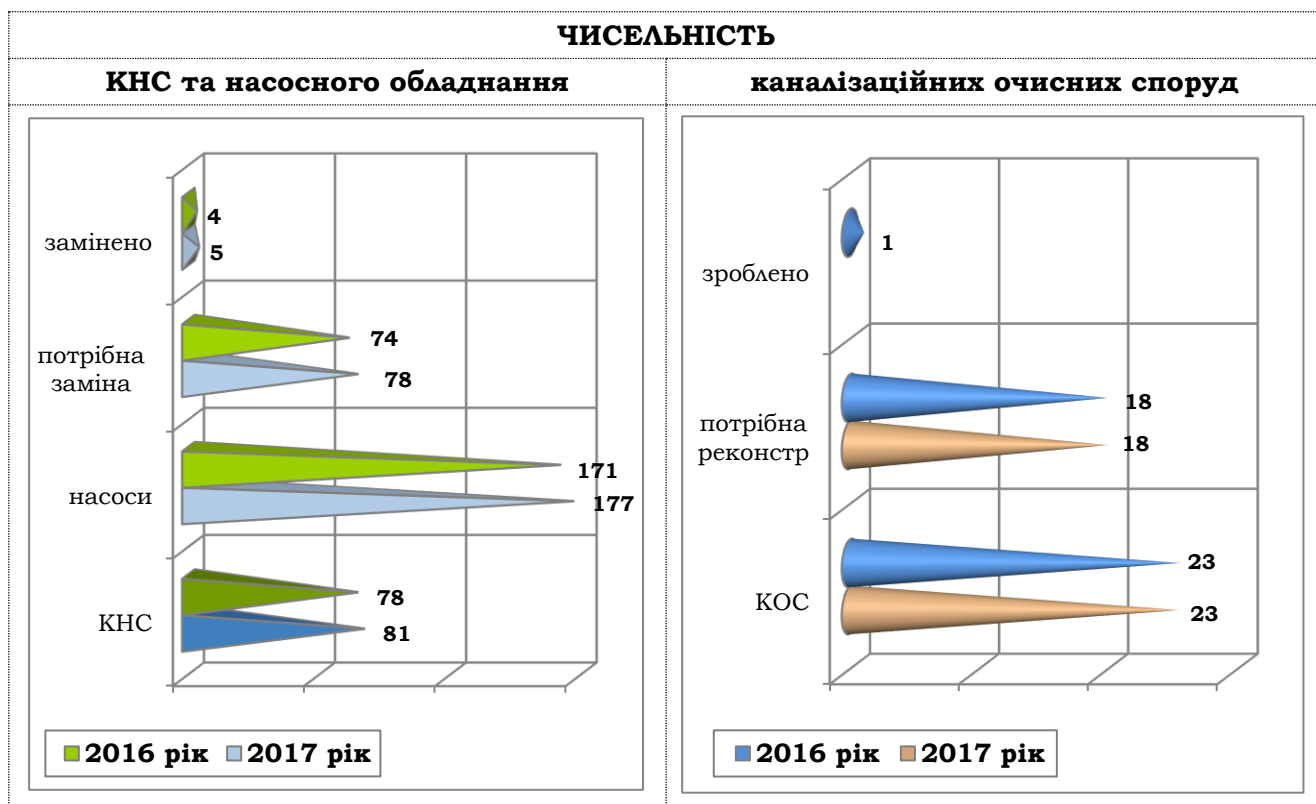 ЧИСЕЛЬНІСТЬ
КНС та насосного обладнання
каналізаційних очисних споруд
замінено
4
5
потрібна
заміна
74
78
насоси
171
177
КНС
78
81
2016 рік 2017 рік
зроблено
1
потрібна
реконстр
18
18
КОС
23
23
2016 рік 2017 рік